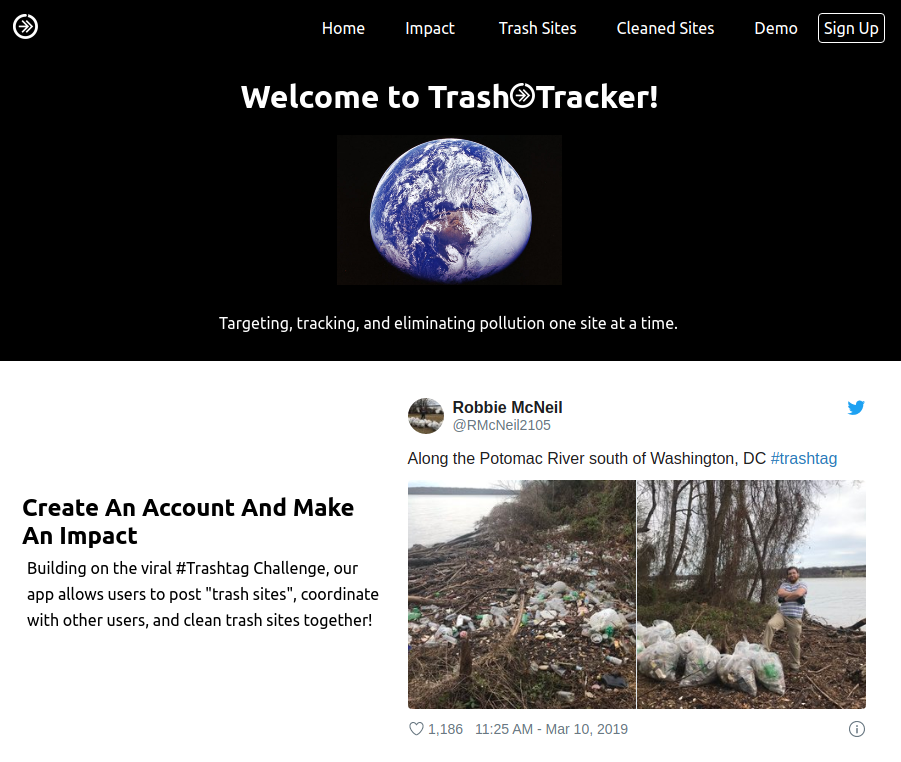 Home Impact Trash Sites Cleaned Sites Demo Sign Up
Welcome to Trash Tracker!
Targeting, tracking, and eliminating pollution one site at a time.
Create An Account And Make
An Impact
Building on the viral #Trashtag Challenge, our
app allows users to post "trash sites", coordinate
with other users, and clean trash sites together!
Robbie McNeil
@RMcNeil2105
Along the Potomac River south of Washington, DC #trashtag
1,186 11:25 AM - Mar 10, 2019